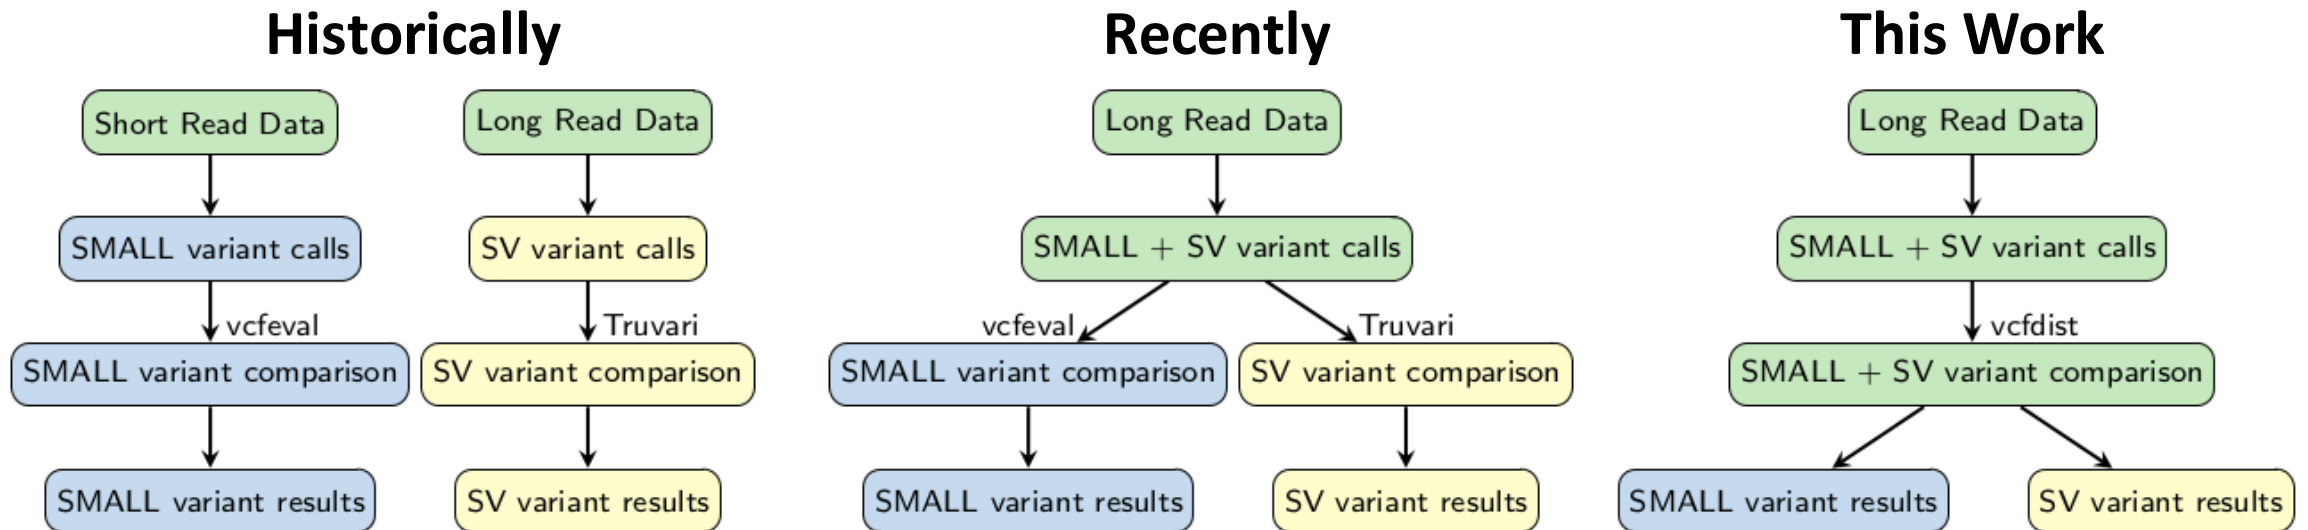 Historically
Short Read Data
Long Read Data
SMALL variant calls
SV variant calls
vcfeval
Truvari
SMALL variant comparison
SV variant comparison
SMALL variant results
SV variant results
Recently
Long Read Data
SMALL + SV variant calls
vcfeval
Truvari
SMALL variant comparison
SV variant comparison
SMALL variant results
SV variant results
This Work
Long Read Data
SMALL + SV variant calls
vcfdist
SMALL + SV variant comparison
SMALL variant results
SV variant results